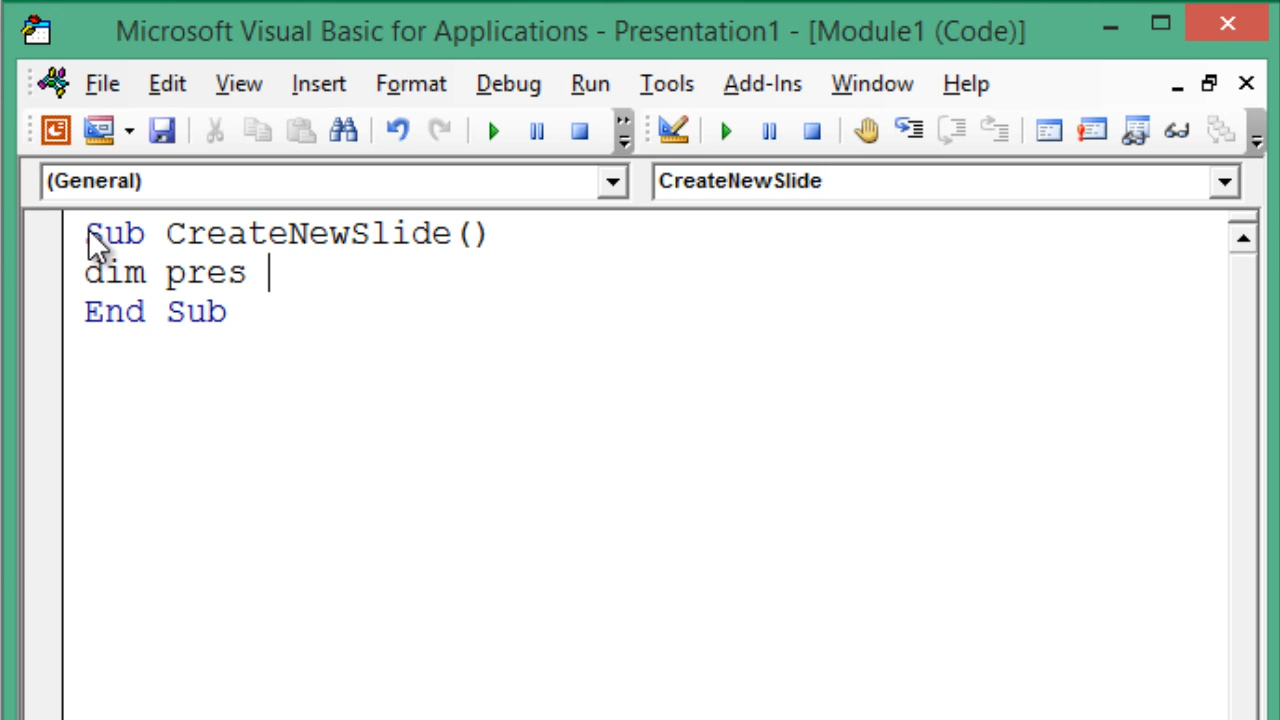 Microsoft Visual Basic for Applications - Presentation1 - [Module1 (Code)]
File Edit View Insert Format Debug Run Tools Add-Ins Window Help
(General) CreateNewSlide
Sub CreateNewSlide()
dim pres
End Sub